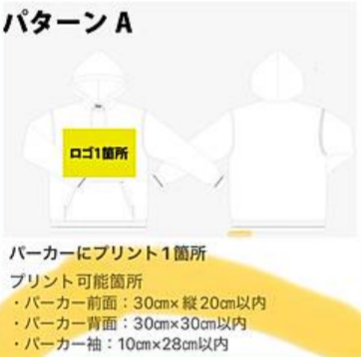 パターン A
ロゴ1箇所
パーカーにプリント1箇所
プリント可能箇所
・パーカー前面：30㎝×縦20㎝以内
・パーカー背面：30㎝×30㎝以内
・パーカー袖：10㎝×28㎝以内